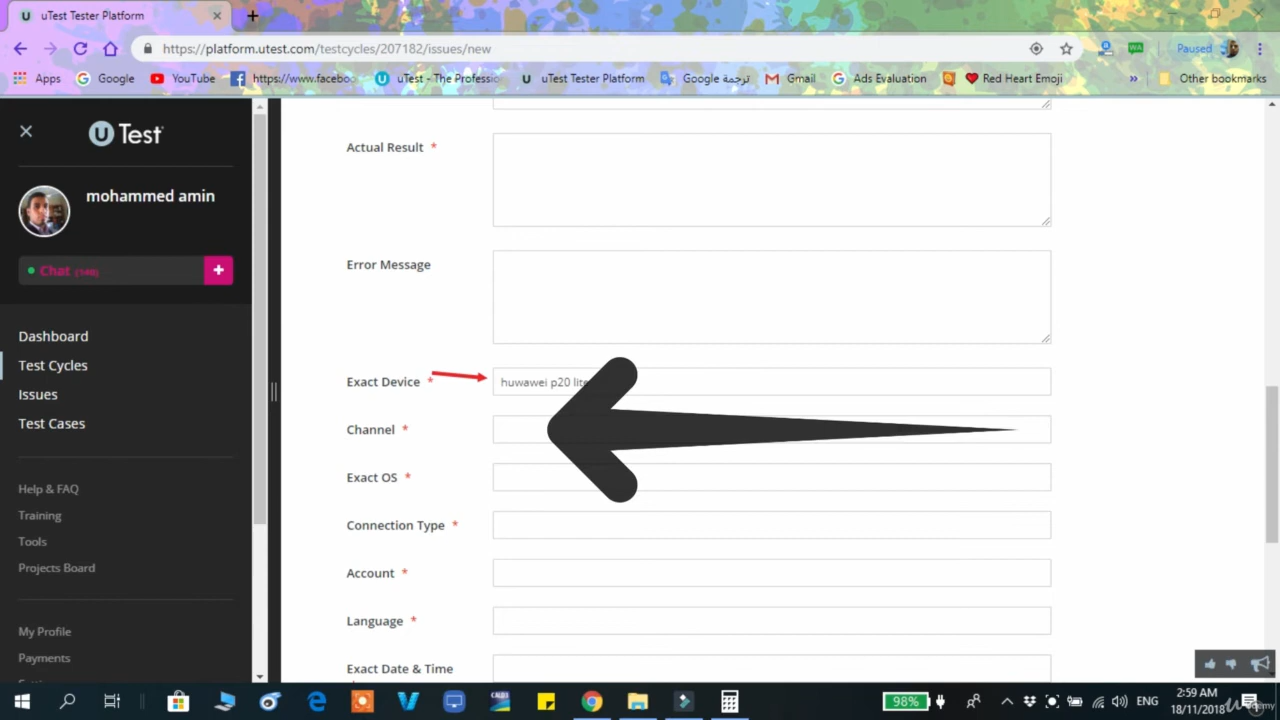 uTest Tester Platform
https://platform.utest.com/testcycles/207182/issues/new
Paused
Apps
Google
YouTube
https://www.faceboo
uTest - The Professio
uTest Tester Platform
Google ترجمة
Gmail
Ads Evaluation
Red Heart Emoji
»
Other bookmarks
uTest
mohammed amin
Chat (140)
Dashboard
Test Cycles
Issues
Test Cases
Help & FAQ
Training
Tools
Projects Board
My Profile
Payments
Actual Result *
Error Message
Exact Device *
huwawei p20 lite
Channel *
Exact OS *
Connection Type *
Account *
Language *
Exact Date & Time
98%
ENG
2:59 AM
18/11/2018